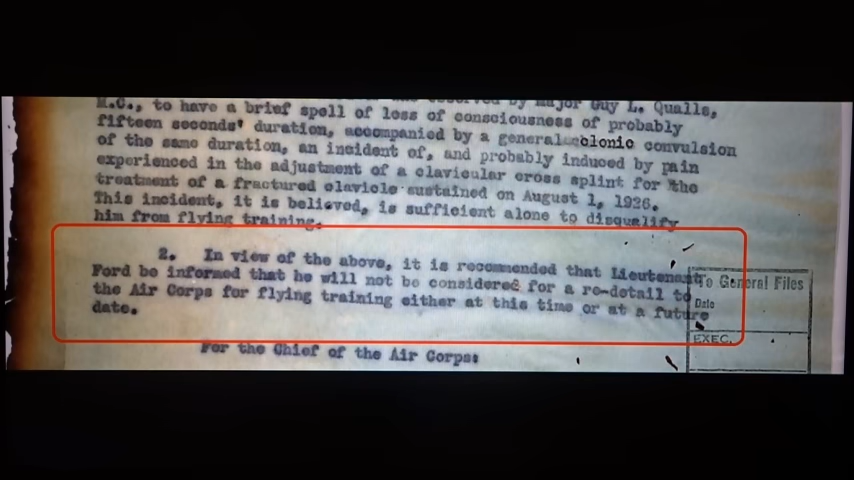 observed by Major Guy L. Qualls,
M.C., to have a brief spell of loss of consciousness of probably
fifteen seconds' duration, accompanied by a general clonic convulsion
of the same duration, an incident of, and probably induced by pain
experienced in the adjustment of a clavicular cross splint for the
treatment of a fractured clavicle sustained on August 1, 1926.
This incident, it is believed, is sufficient alone to disqualify
him from flying training.
2. In view of the above, it is recommended that Lieutenant
Ford be informed that he will not be considered for a re-detail to
the Air Corps for flying training either at this time or at a future
date.
For the Chief of the Air Corps:
To General Files
Date
EXEC.